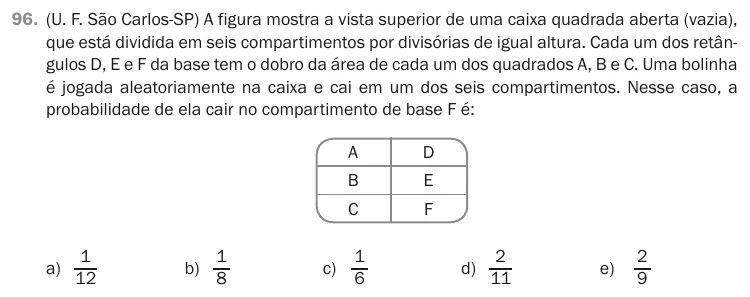 96. (U. F. São Carlos-SP) A figura mostra a vista superior de uma caixa quadrada aberta (vazia),
que está dividida em seis compartimentos por divisórias de igual altura. Cada um dos retân-
gulos D, E e F da base tem o dobro da área de cada um dos quadrados A, B e C. Uma bolinha
é jogada aleatoriamente na caixa e cai em um dos seis compartimentos. Nesse caso, a
probabilidade de ela cair no compartimento de base F é:
A D
B E
C F
a) 1/12 b) 1/8 c) 1/6 d) 2/11 e) 2/9